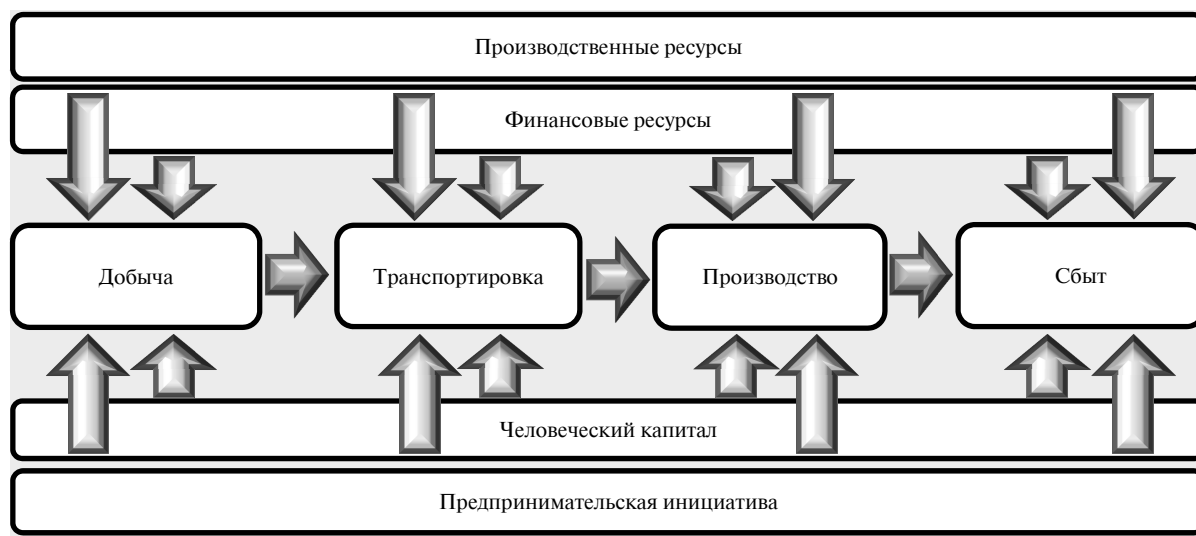 Производственные ресурсы
Финансовые ресурсы
Добыча
Транспортировка
Производство
Сбыт
Человеческий капитал
Предпринимательская инициатива